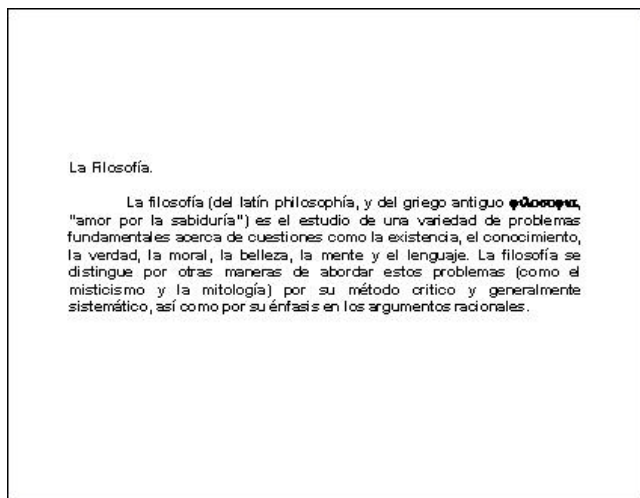 La Filosofía.
La filosofía (del latín philosophía, y del griego antiguo φιλοσοφια,
"amor por la sabiduría") es el estudio de una variedad de problemas
fundamentales acerca de cuestiones como la existencia, el conocimiento,
la verdad, la moral, la belleza, la mente y el lenguaje. La filosofía se
distingue por otras maneras de abordar estos problemas (como el
misticismo y la mitología) por su método critico y generalmente
sistemático, así como por su énfasis en los argumentos racionales.